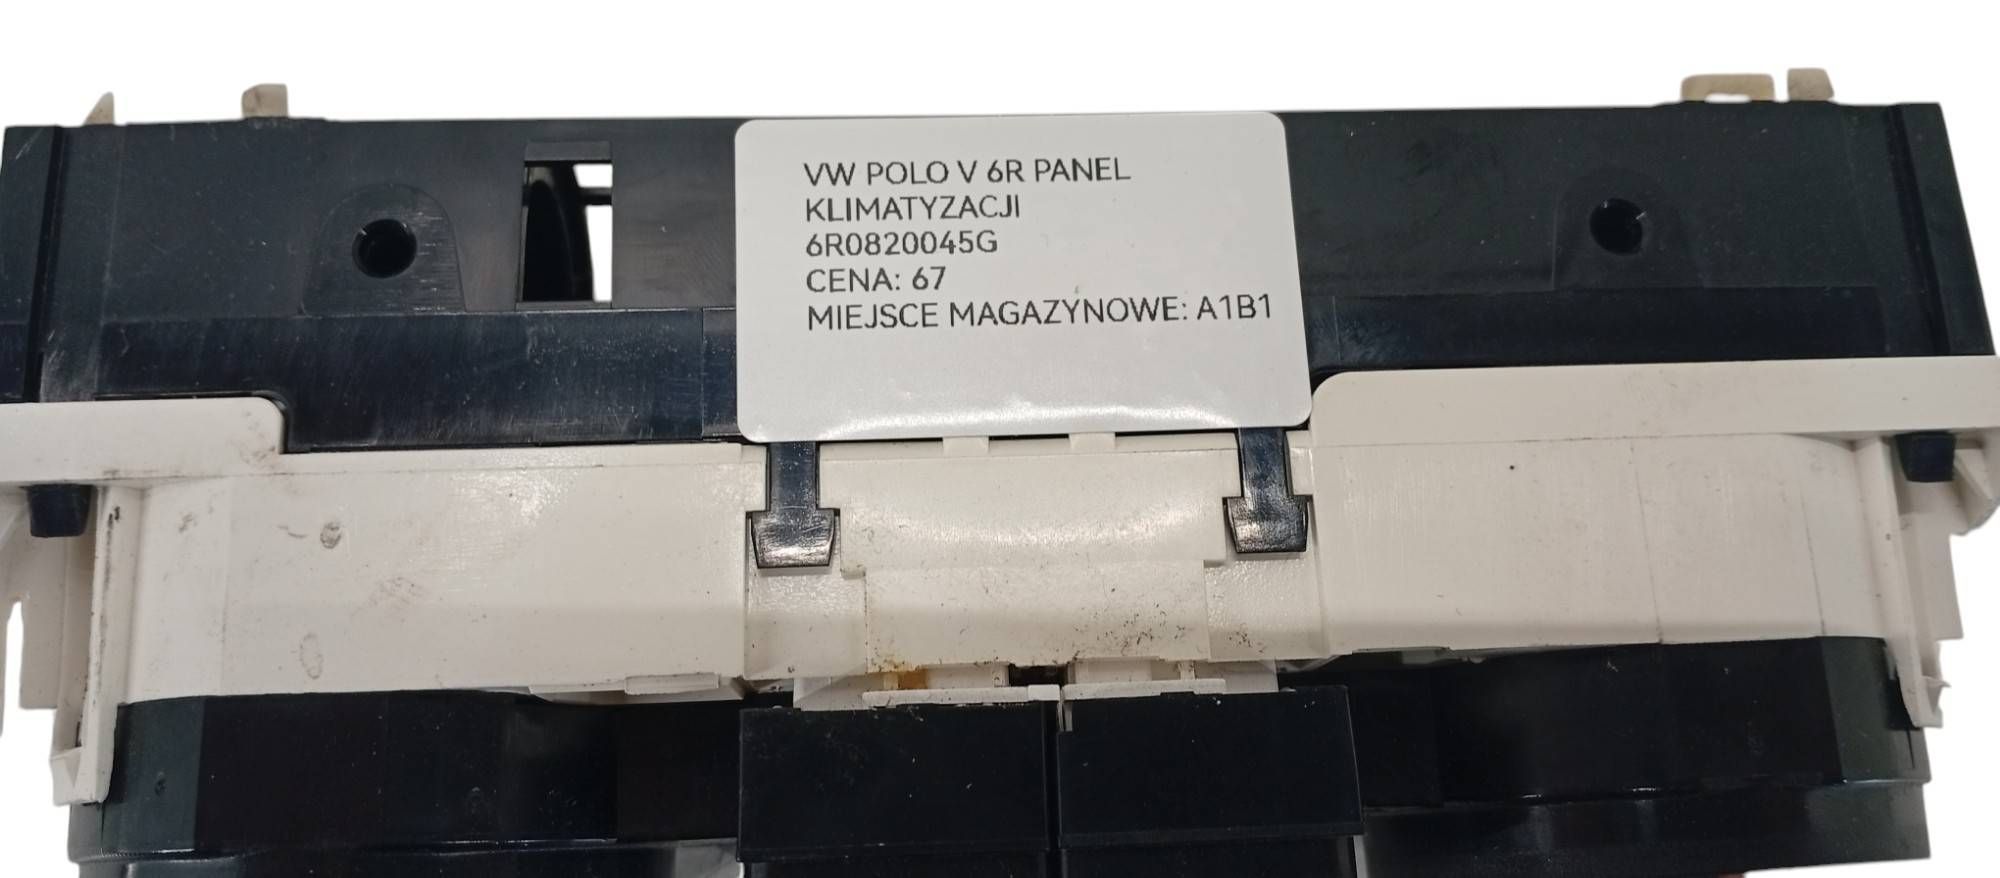 VW POLO V 6R PANEL
KLIMATYZACJI
6R0820045G
CENA: 67
MIEJSCE MAGAZYNOWE: A1B1